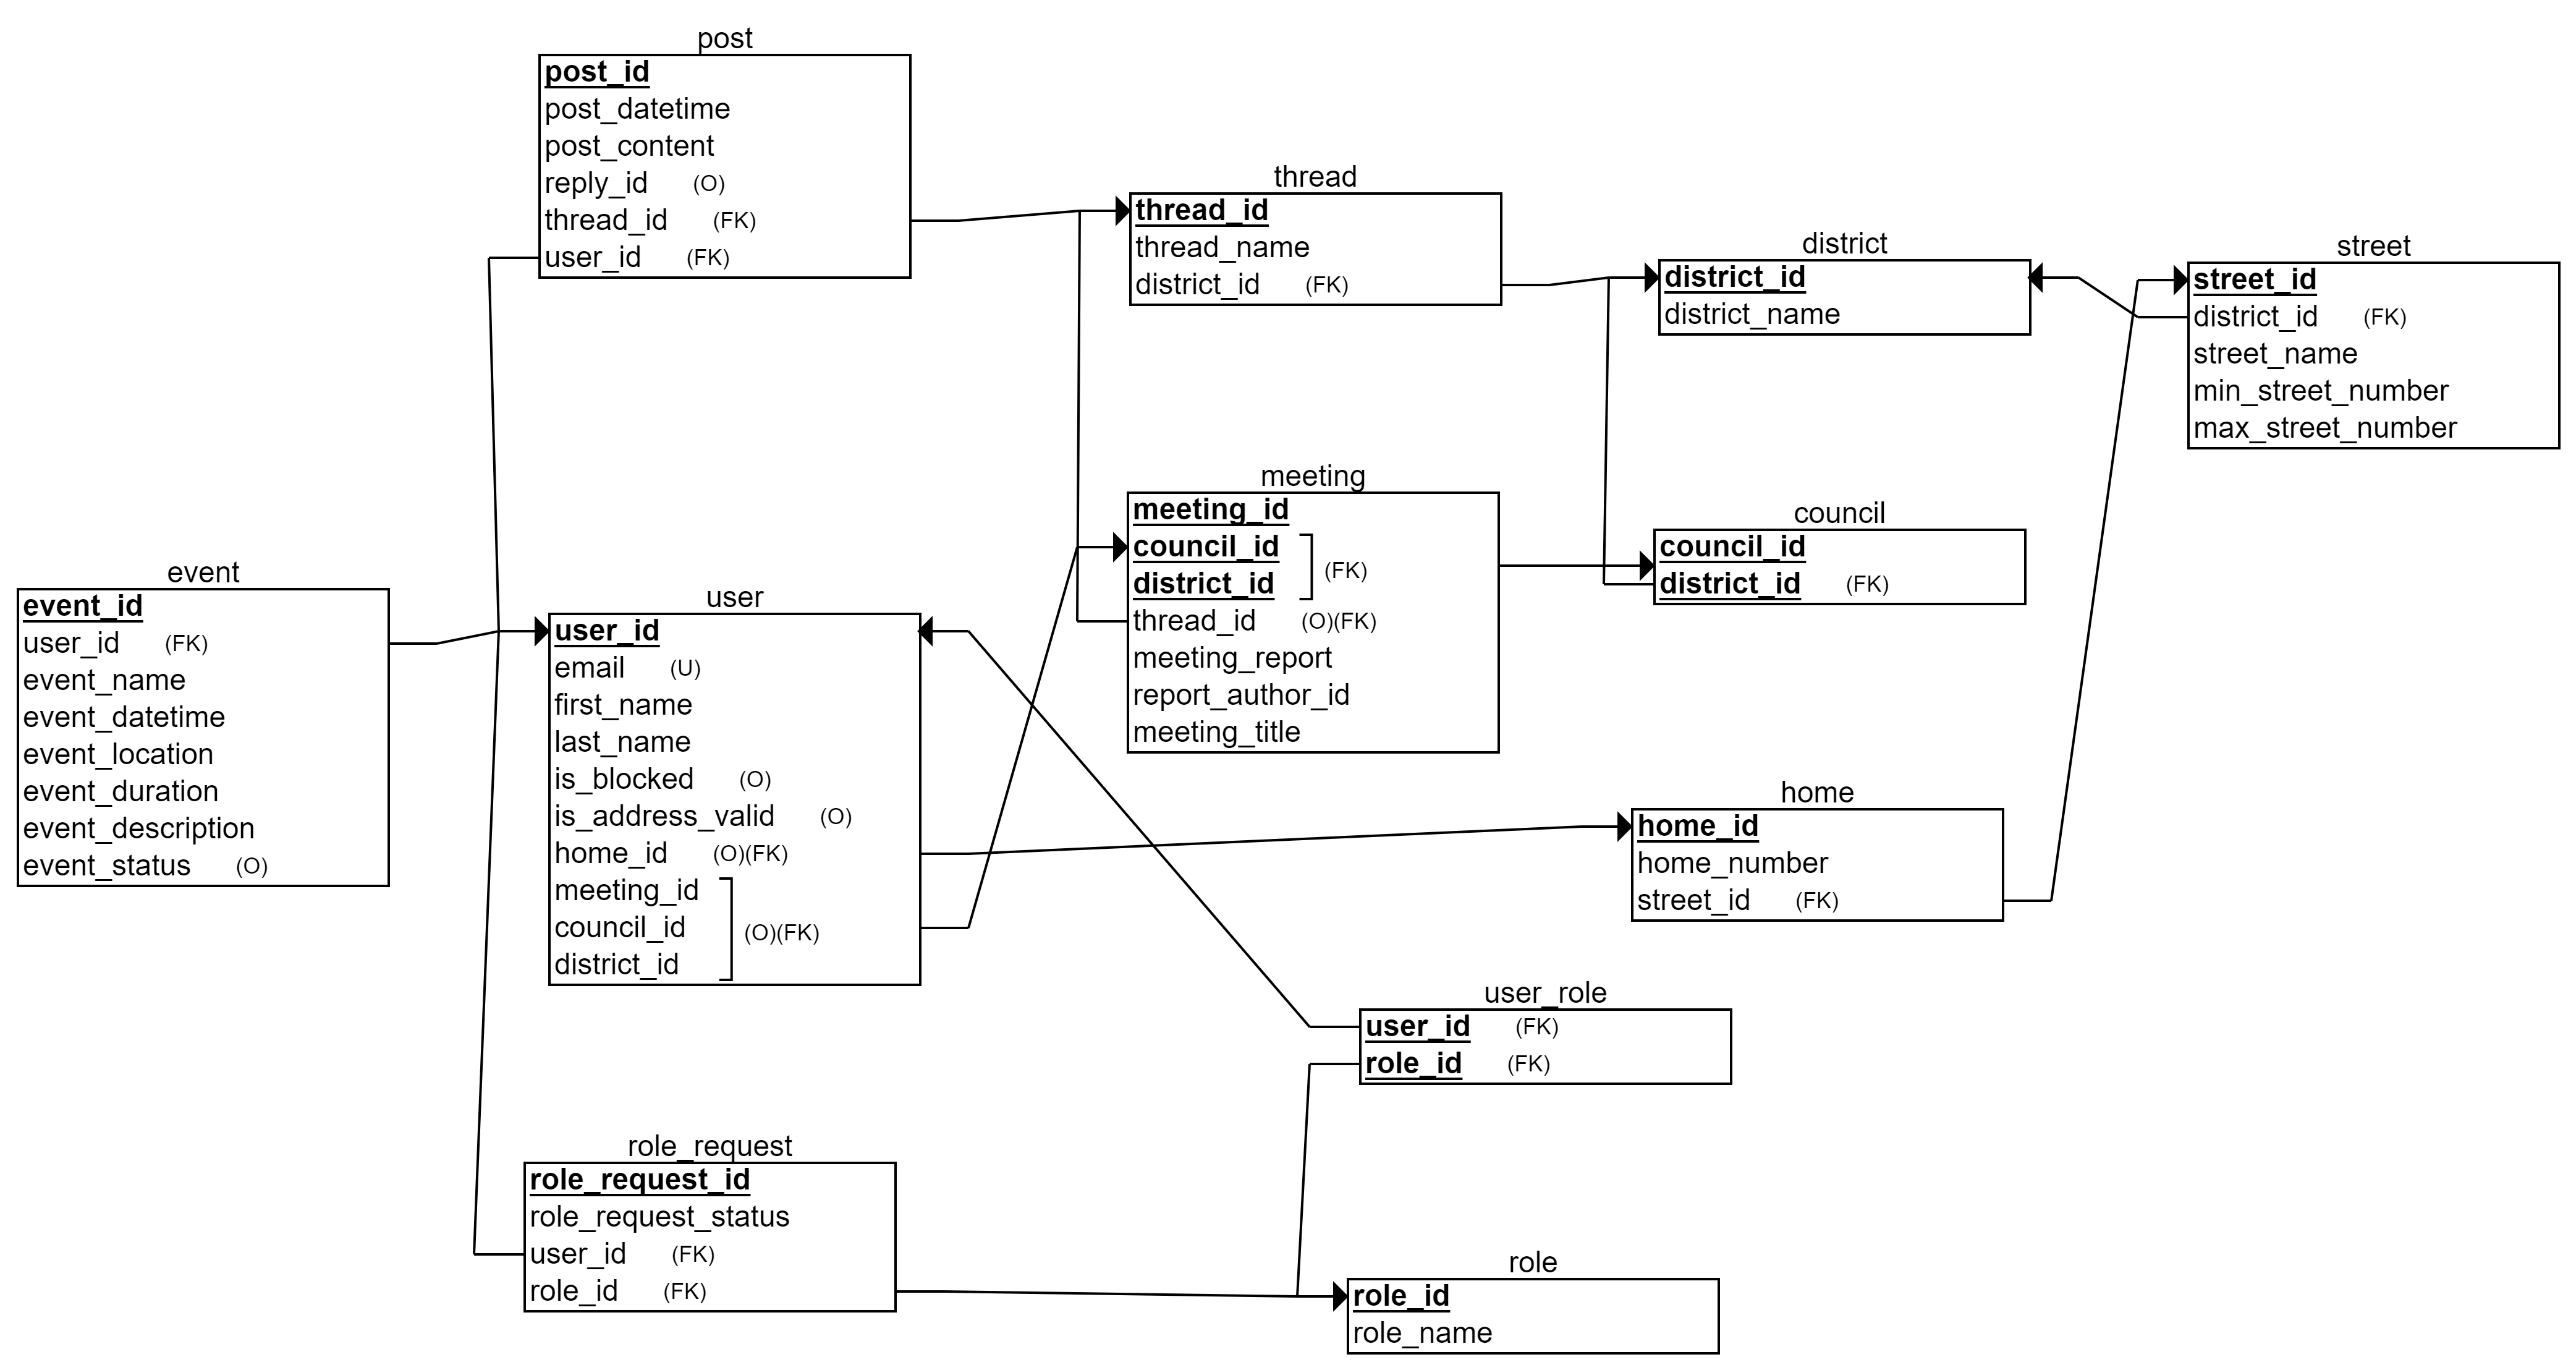 post
post_id
post_datetime
post_content
reply_id (O)
thread_id (FK)
user_id (FK)
thread
thread_id
thread_name
district_id (FK)
district
district_id
district_name
street
street_id
district_id (FK)
street_name
min_street_number
max_street_number
meeting
meeting_id
council_id
district_id
(FK)
thread_id (O)(FK)
meeting_report
report_author_id
meeting_title
council
council_id
district_id (FK)
event
event_id
user_id (FK)
event_name
event_datetime
event_location
event_duration
event_description
event_status (O)
user
user_id
email (U)
first_name
last_name
is_blocked (O)
is_address_valid (O)
home_id (O)(FK)
meeting_id
council_id
district_id
(O)(FK)
home
home_id
home_number
street_id (FK)
user_role
user_id (FK)
role_id (FK)
role_request
role_request_id
role_request_status
user_id (FK)
role_id (FK)
role
role_id
role_name